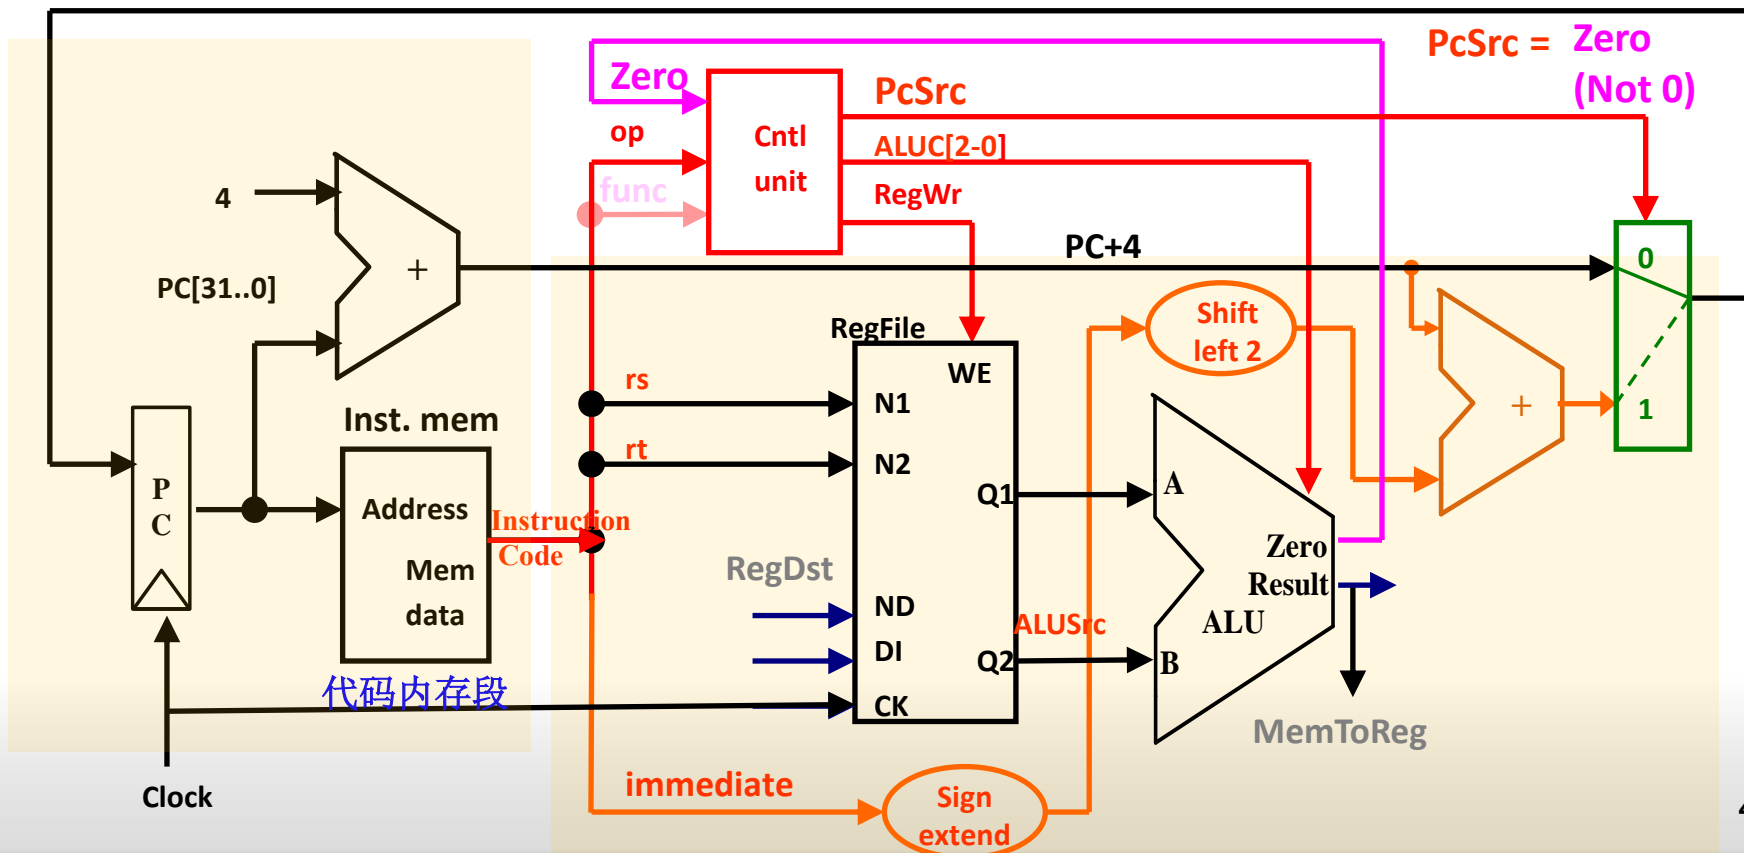 PcSrc = Zero
(Not 0)
Zero
PcSrc
op
Cntl
unit
ALUC[2-0]
func
RegWr
4
PC+4
0
+
PC[31..0]
Shift
left 2
RegFile
WE
rs
N1
+
1
Inst. mem
rt
N2
P
C
Q1
A
Address
Instruction
Code
Zero
Mem
data
RegDst
Result
ND
ALUSrc
ALU
DI
Q2
B
代码内存段
CK
MemToReg
immediate
Sign
extend
Clock